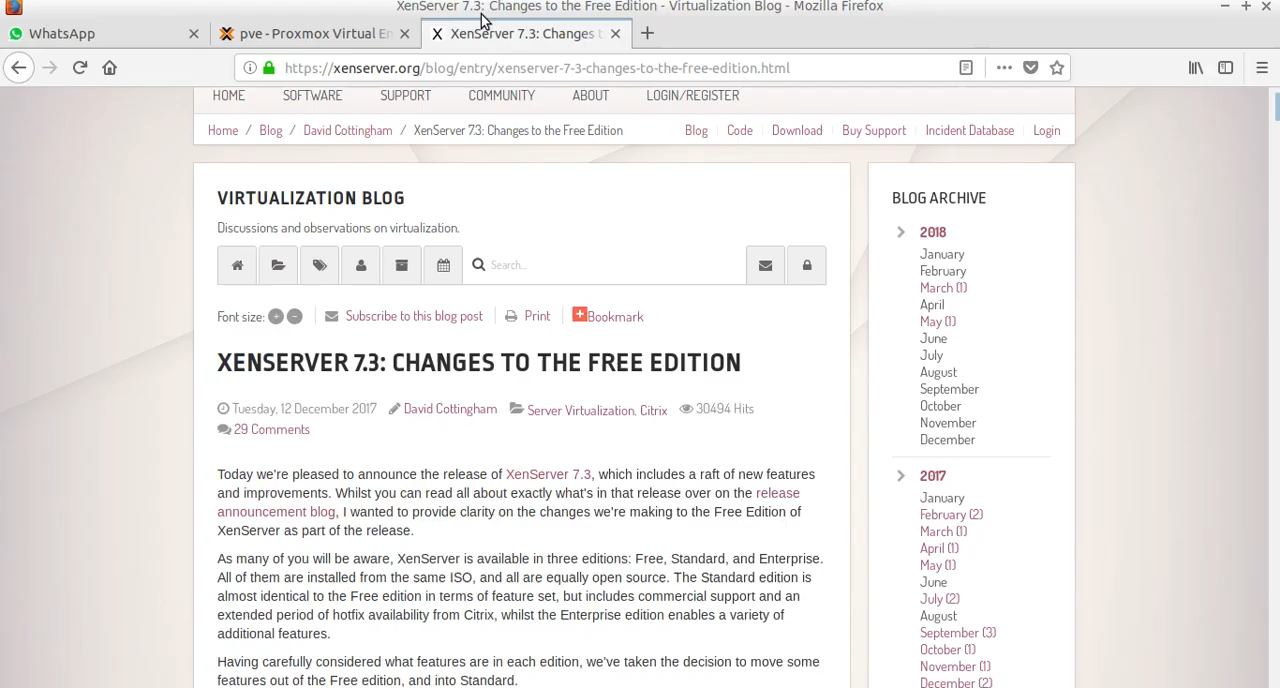 XenServer 7.3: Changes to the Free Edition - Virtualization Blog - Mozilla Firefox
WhatsApp
pve - Proxmox Virtual En
XenServer 7.3: Changes to
https://xenserver.org/blog/entry/xenserver-7-3-changes-to-the-free-edition.html
HOME SOFTWARE SUPPORT COMMUNITY ABOUT LOGIN/REGISTER
Home / Blog / David Cottingham / XenServer 7.3: Changes to the Free Edition
Blog Code Download Buy Support Incident Database Login
VIRTUALIZATION BLOG
Discussions and observations on virtualization.
Search...
Font size: + - Subscribe to this blog post Print Bookmark
XENSERVER 7.3: CHANGES TO THE FREE EDITION
Tuesday, 12 December 2017 David Cottingham Server Virtualization, Citrix 30494 Hits
29 Comments
Today we're pleased to announce the release of XenServer 7.3, which includes a raft of new features
and improvements. Whilst you can read all about exactly what's in that release over on the release
announcement blog, I wanted to provide clarity on the changes we're making to the Free Edition of
XenServer as part of the release.
As many of you will be aware, XenServer is available in three editions: Free, Standard, and Enterprise.
All of them are installed from the same ISO, and all are equally open source. The Standard edition is
almost identical to the Free edition in terms of feature set, but includes commercial support and an
extended period of hotfix availability from Citrix, whilst the Enterprise edition enables a variety of
additional features.
Having carefully considered what features are in each edition, we've taken the decision to move some
features out of the Free edition, and into Standard.
BLOG ARCHIVE
2018
January
February
March (1)
April
May (1)
June
July
August
September
October
November
December
2017
January
February (2)
March (1)
April (1)
May (1)
June
July (2)
August
September (3)
October (1)
November (1)
December (2)